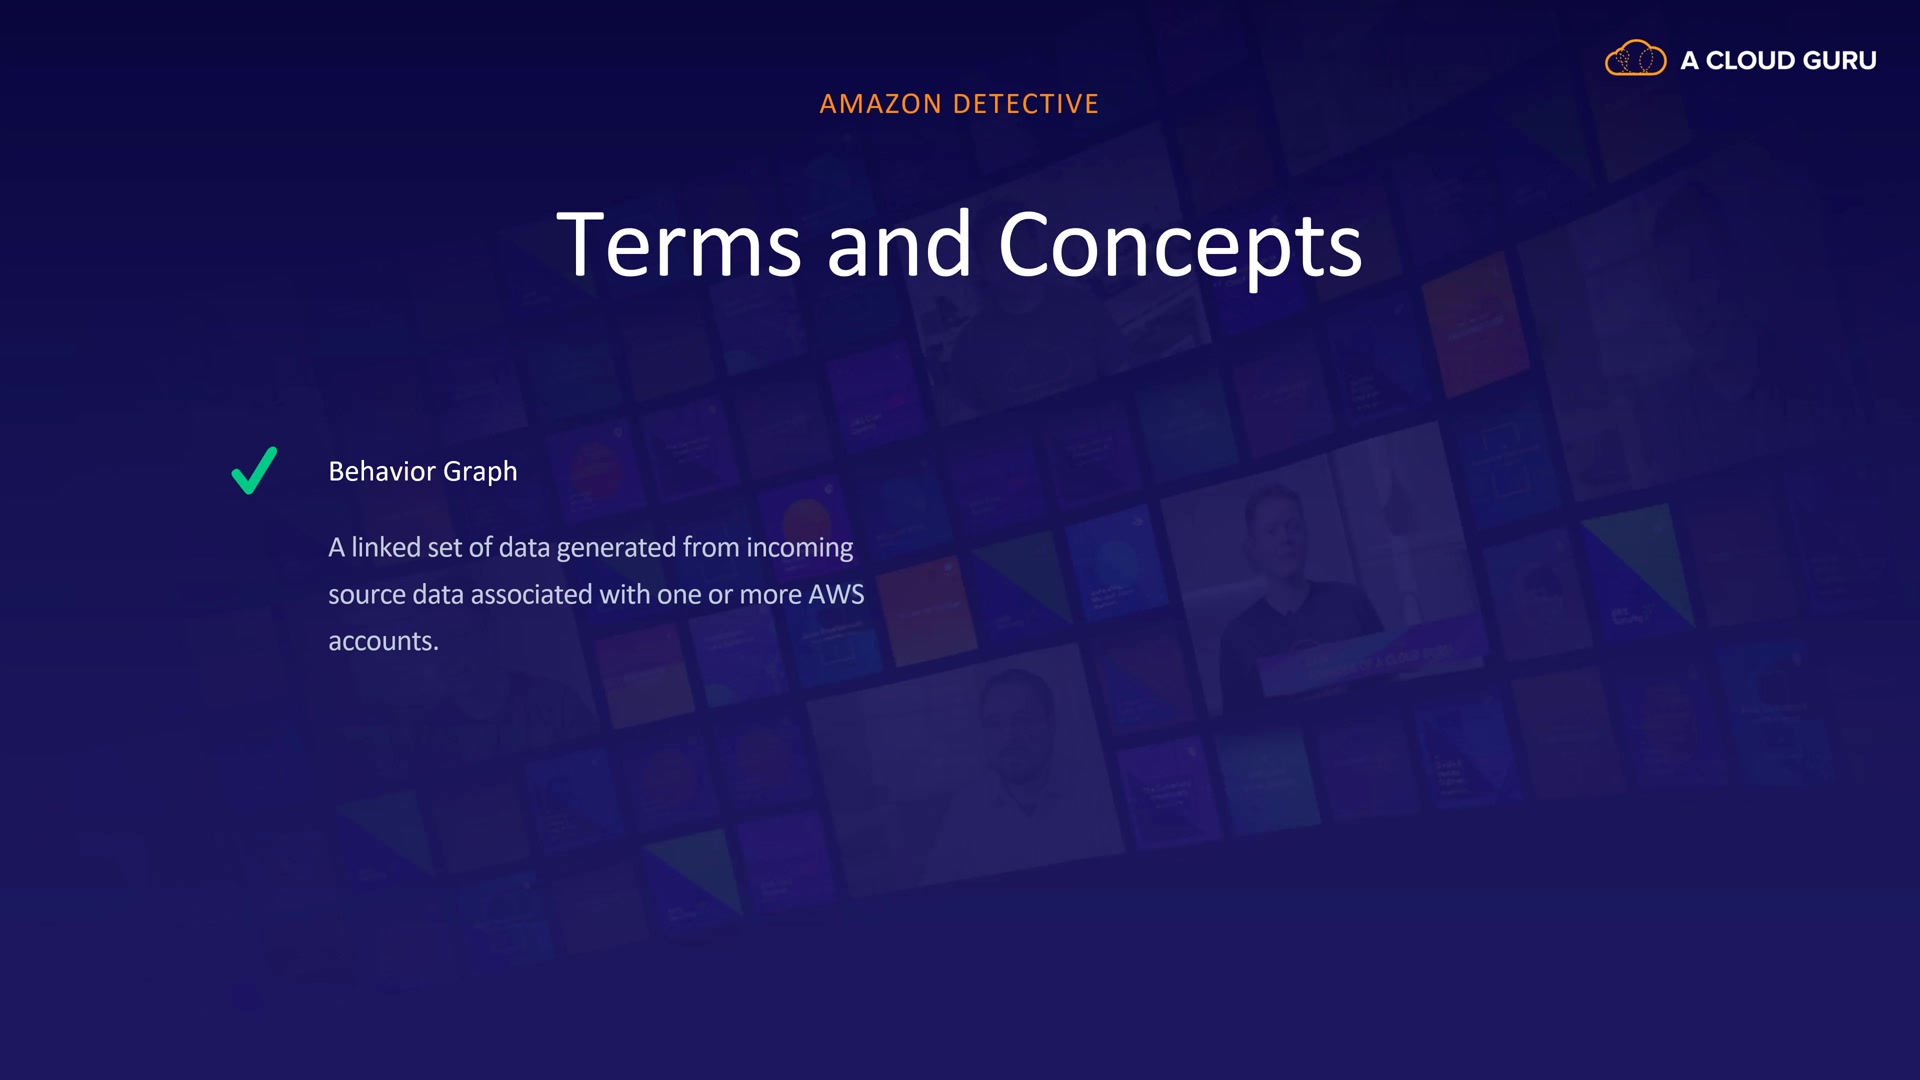 A CLOUD GURU
AMAZON DETECTIVE
Terms and Concepts
Behavior Graph
A linked set of data generated from incoming
source data associated with one or more AWS
accounts.